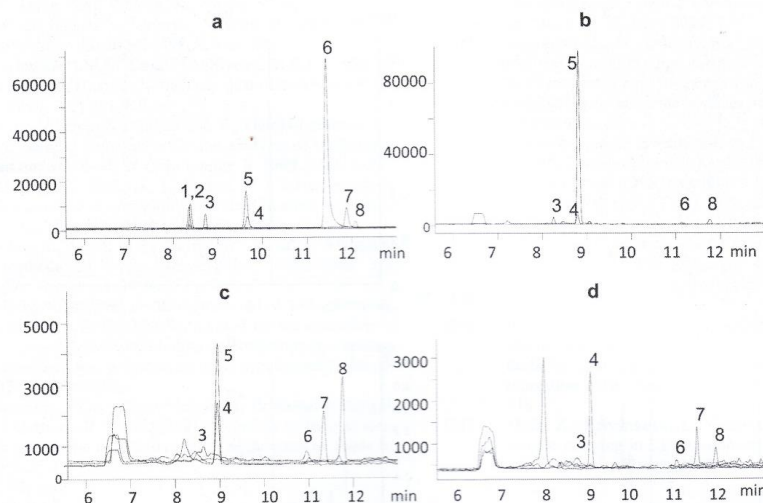 a
60000
40000
20000
0
6 7 8 9 10 11 12 min
1,2 3 5 4 6 7 8
b
80000
40000
0
6 7 8 9 10 11 12 min
3 4 5 6 8
c
5000
3000
1000
0
6 7 8 9 10 11 12 min
3 5 4 6 7 8
d
3000
2000
1000
6 7 8 9 10 11 12 min
3 4 6 7 8